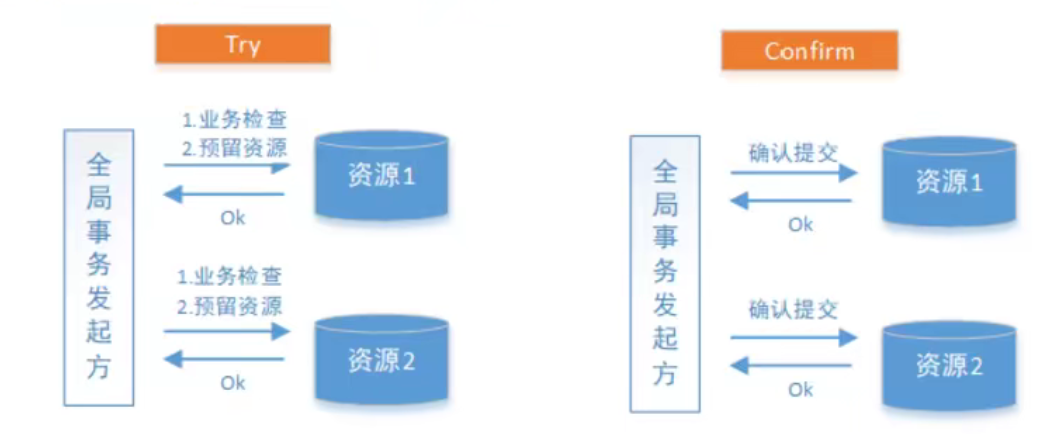 Try
全局事务发起方
1.业务检查
2.预留资源
Ok
资源1
1.业务检查
2.预留资源
Ok
资源2
Confirm
全局事务发起方
确认提交
Ok
资源1
确认提交
Ok
资源2